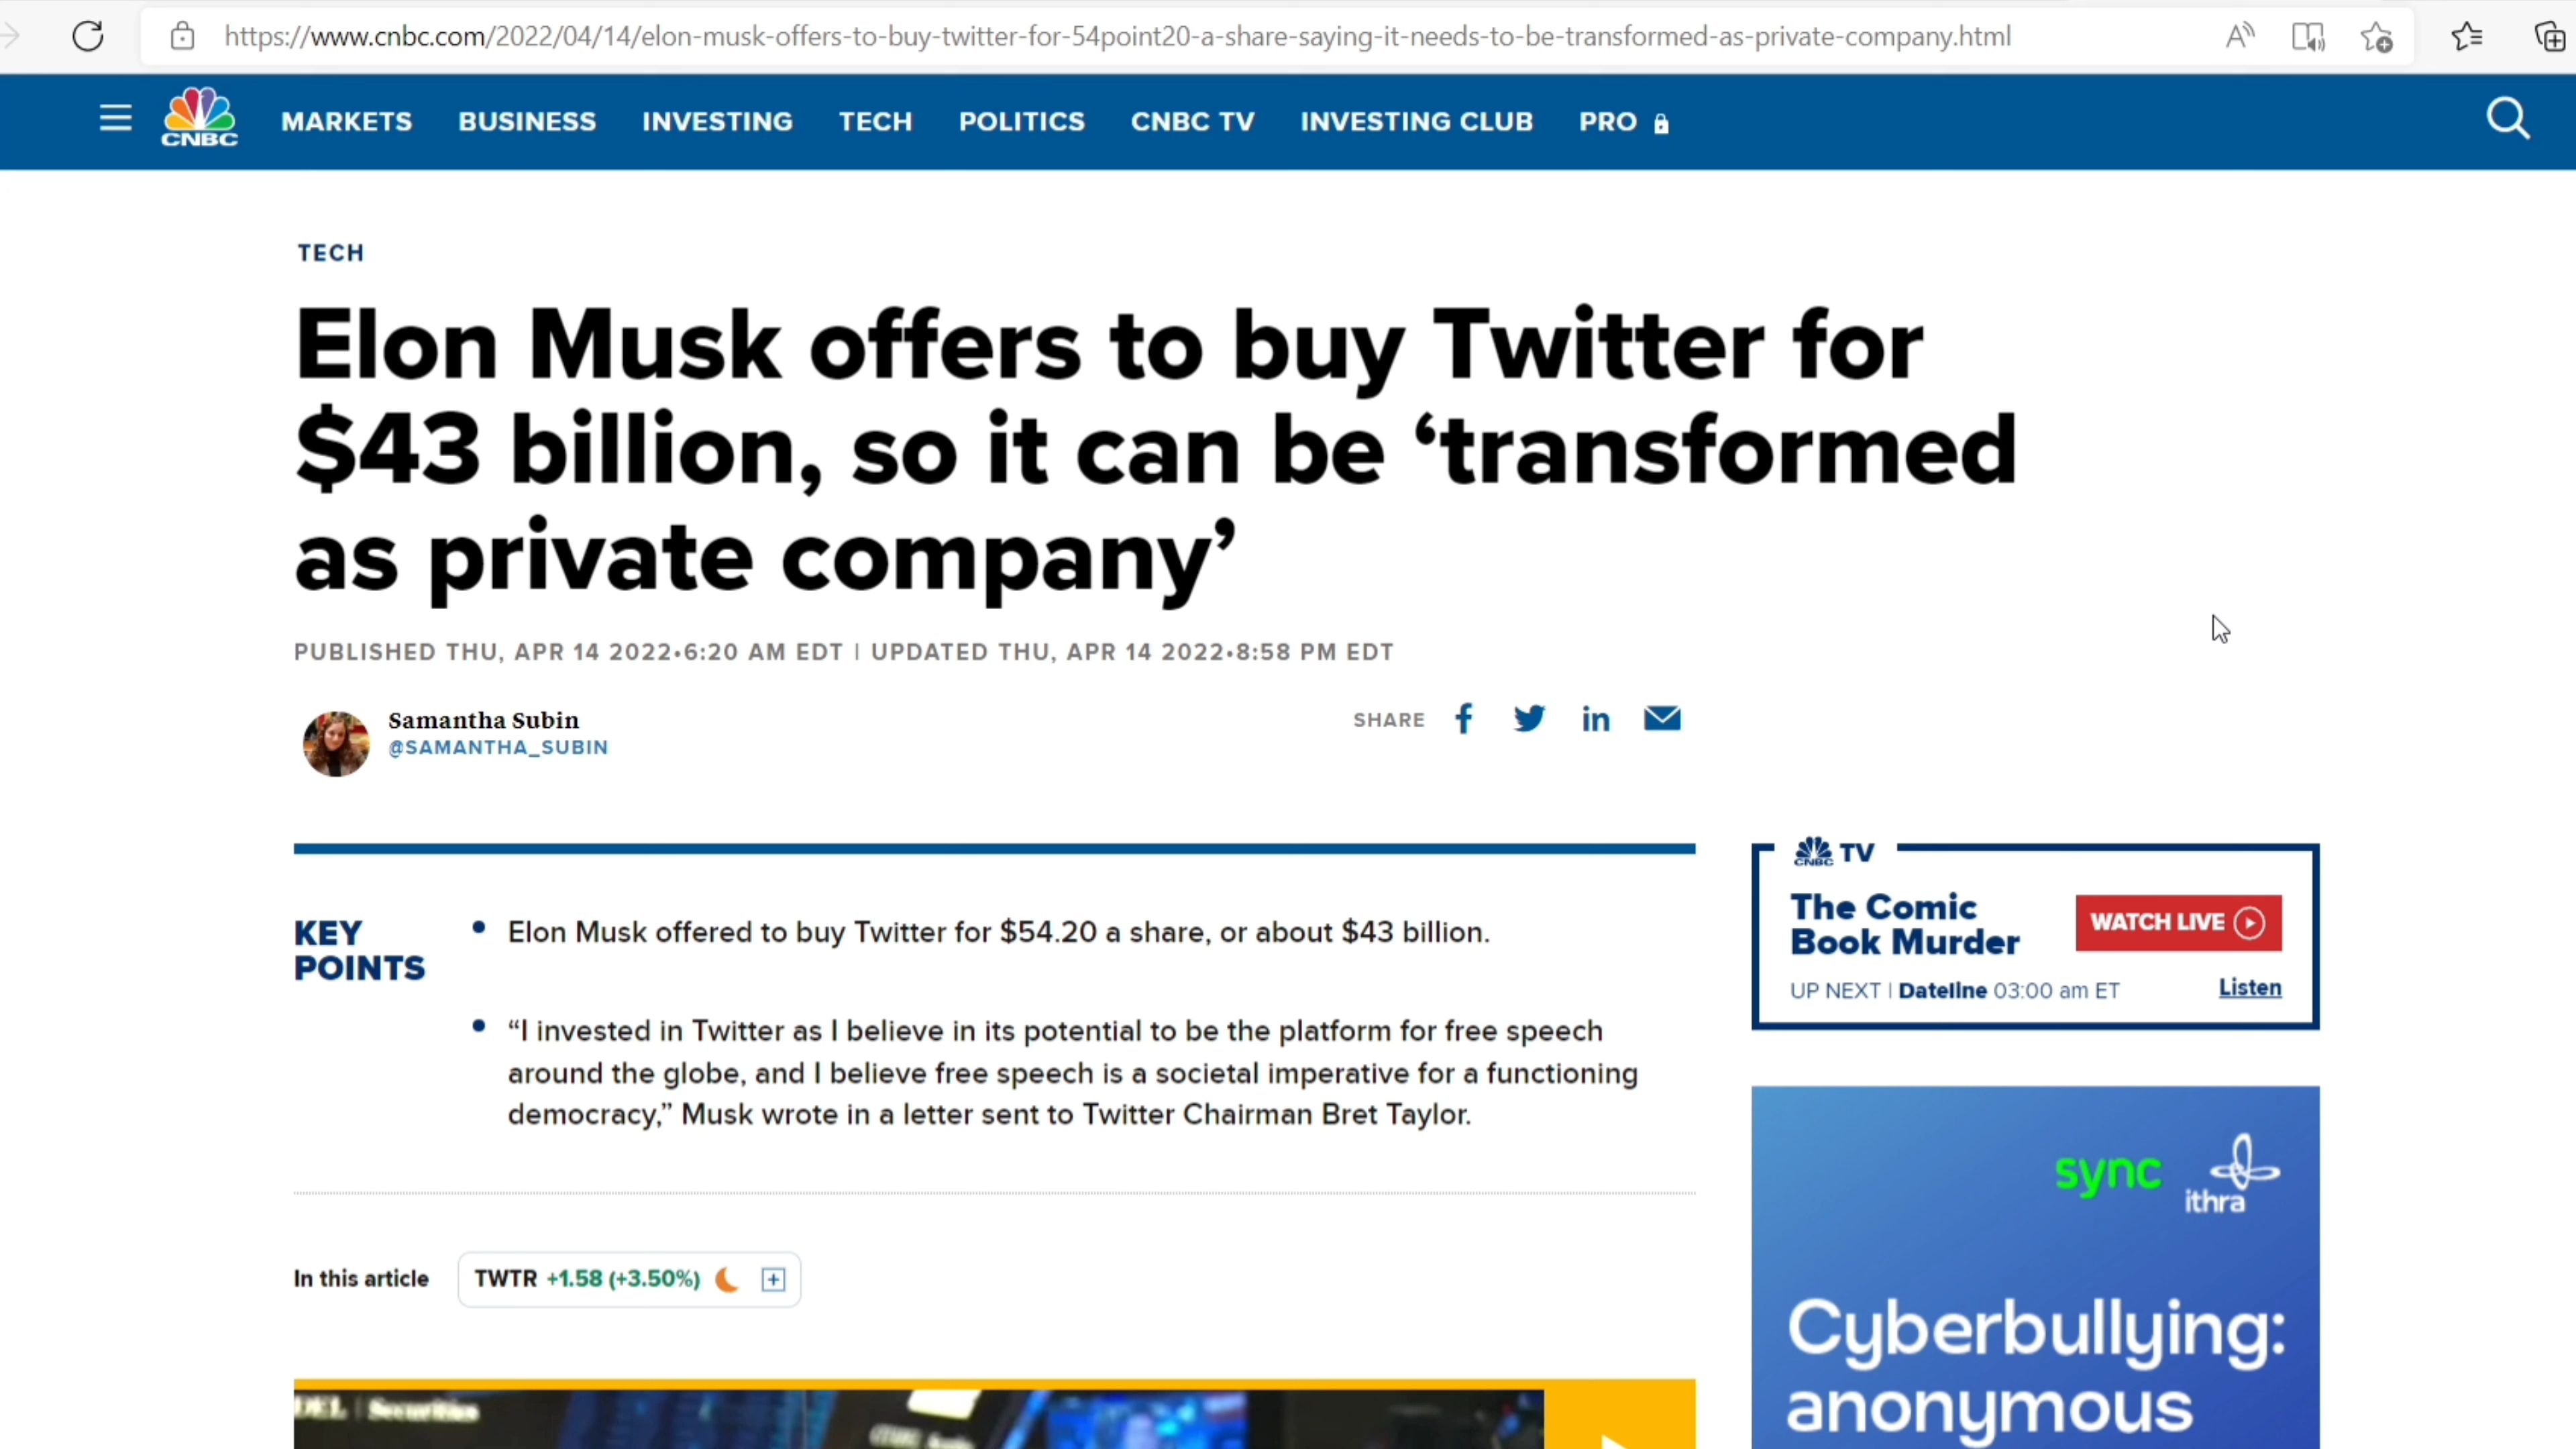 https://www.cnbc.com/2022/04/14/elon-musk-offers-to-buy-twitter-for-54point20-a-share-saying-it-needs-to-be-transformed-as-private-company.html
CNBC MARKETS BUSINESS INVESTING TECH POLITICS CNBC TV INVESTING CLUB PRO
TECH
Elon Musk offers to buy Twitter for
$43 billion, so it can be ‘transformed
as private company’
PUBLISHED THU, APR 14 2022•6:20 AM EDT | UPDATED THU, APR 14 2022•8:58 PM EDT
Samantha Subin
@SAMANTHA_SUBIN
SHARE
KEY
POINTS
Elon Musk offered to buy Twitter for $54.20 a share, or about $43 billion.
“I invested in Twitter as I believe in its potential to be the platform for free speech
around the globe, and I believe free speech is a societal imperative for a functioning
democracy,” Musk wrote in a letter sent to Twitter Chairman Bret Taylor.
In this article
TWTR +1.58 (+3.50%)
Securities
CNBC TV
The Comic
Book Murder
WATCH LIVE
UP NEXT | Dateline 03:00 am ET
Listen
sync
ithra
Cyberbullying:
anonymous